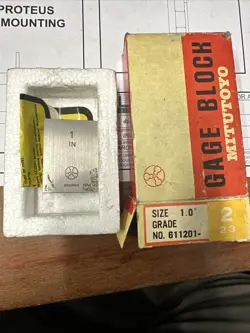 PROTEUS
MOUNTING
1
IN
GAGE BLOCK
MITUTOYO
SIZE 1.0"
GRADE 2
NO. 611201-